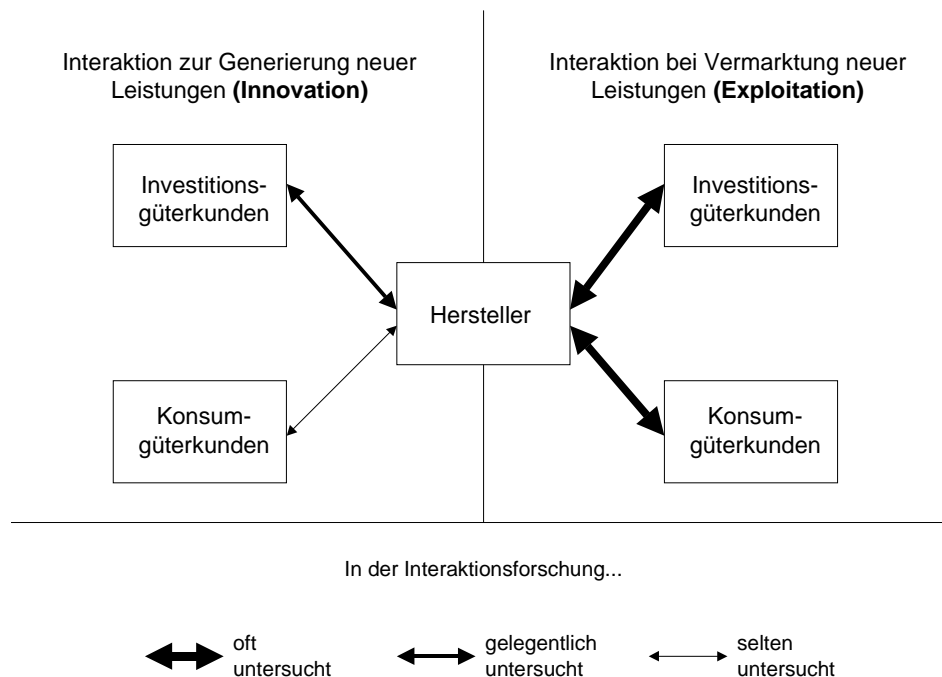 Interaktion zur Generierung neuer
Leistungen (Innovation)
Interaktion bei Vermarktung neuer
Leistungen (Exploitation)
Investitions-
güterkunden
Investitions-
güterkunden
Hersteller
Konsum-
güterkunden
Konsum-
güterkunden
In der Interaktionsforschung...
oft
untersucht
gelegentlich
untersucht
selten
untersucht